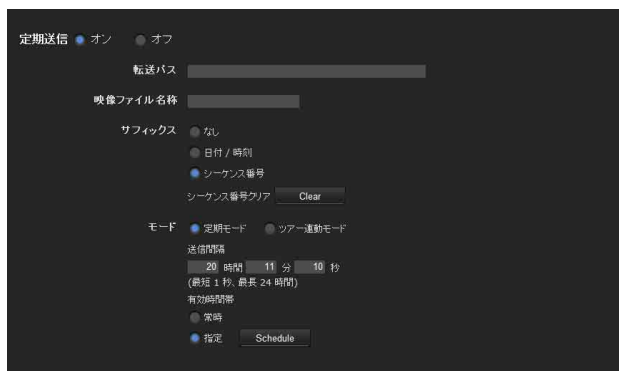 定期送信 オン オフ
転送パス
映像ファイル名称
サフィックス なし
日付 / 時刻
シーケンス番号
シーケンス番号クリア Clear
モード 定期モード ツアー連動モード
送信間隔
20 時間 11 分 10 秒
(最短 1 秒、最長 24 時間)
有効時間帯
常時
指定 Schedule